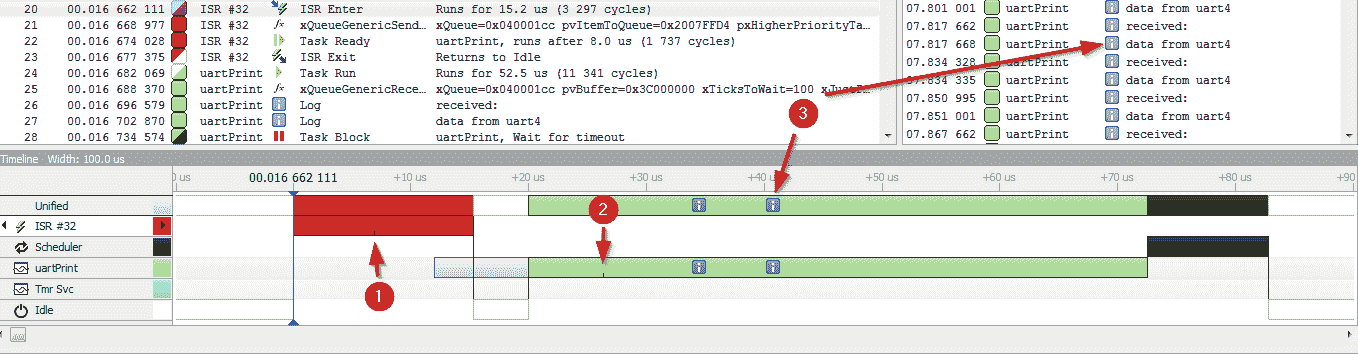 20 00.016 662 111 ISR #32 ISR Enter Runs for 15.2 us (3 297 cycles)
21 00.016 668 977 ISR #32 fx xQueueGenericSend… xQueue=0x040001cc pvItemToQueue=0x2007FFD4 pxHigherPriorityTa…
22 00.016 674 028 ISR #32 Task Ready uartPrint, runs after 8.0 us (1 737 cycles)
23 00.016 677 375 ISR #32 ISR Exit Returns to Idle
24 00.016 682 069 uartPrint Task Run Runs for 52.5 us (11 341 cycles)
25 00.016 688 370 uartPrint fx xQueueGenericRece… xQueue=0x040001cc pvBuffer=0x3C000000 xTicksToWait=100
26 00.016 696 579 uartPrint Log received:
27 00.016 702 870 uartPrint Log data from uart4
28 00.016 734 574 uartPrint Task Block uartPrint, Wait for timeout
07.801 001 uartPrint data from uart4
07.817 661 uartPrint received:
07.817 668 uartPrint data from uart4
07.834 328 uartPrint received:
07.834 335 uartPrint data from uart4
07.850 995 uartPrint received:
07.851 001 uartPrint data from uart4
07.867 662 uartPrint received:
3
Timeline Width: 100.0 us
0 us 00.016 662 111 +10 us +20 us +30 us +40 us +50 us +60 us +70 us +80 us +90
Unified
2
ISR #32
Scheduler
uartPrint
1
Tmr Svc
Idle